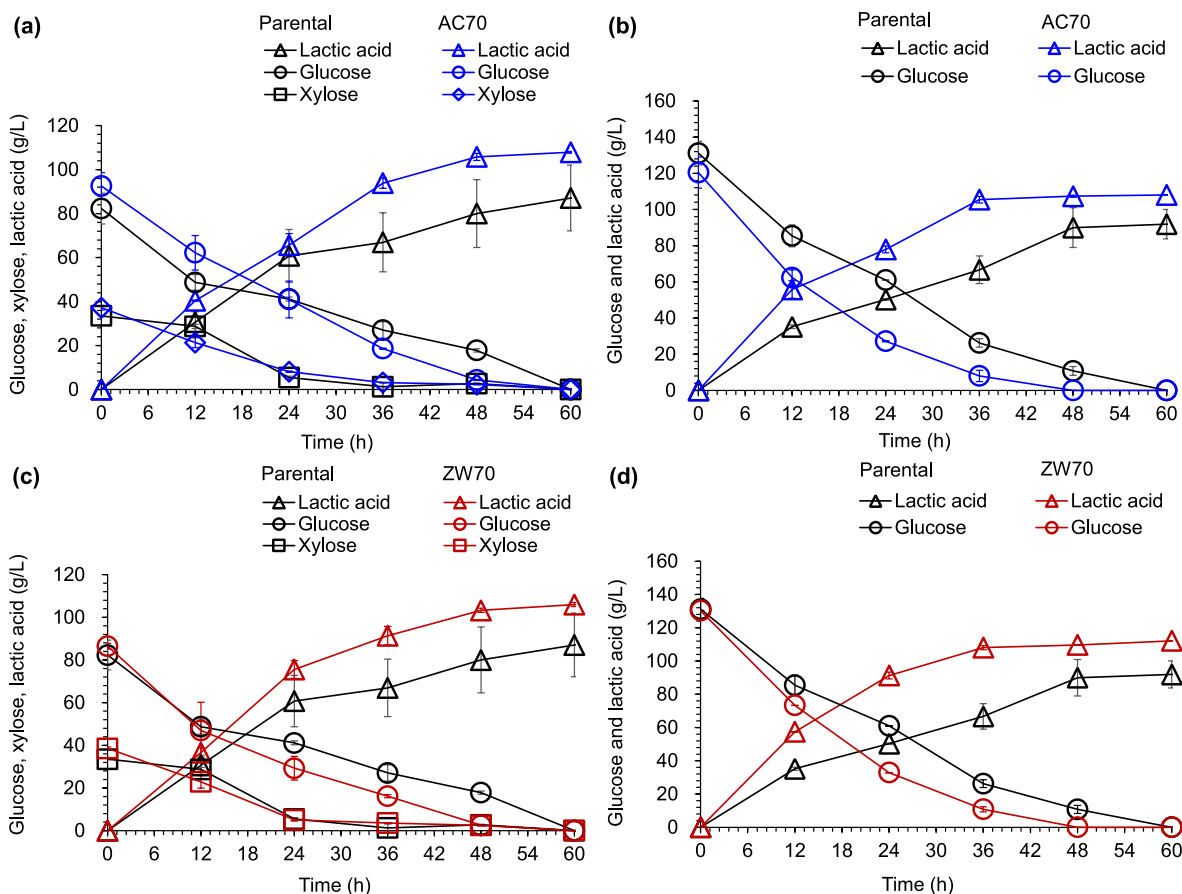 (a)
Parental AC70
Lactic acid Lactic acid
Glucose Glucose
Xylose Xylose
Glucose, xylose, lactic acid (g/L)
120
100
80
60
40
20
0
0 6 12 18 24 30 36 42 48 54 60
Time (h)
(b)
Parental AC70
Lactic acid Lactic acid
Glucose Glucose
Glucose and lactic acid (g/L)
160
140
120
100
80
60
40
20
0
0 6 12 18 24 30 36 42 48 54 60
Time (h)
(c)
Parental ZW70
Lactic acid Lactic acid
Glucose Glucose
Xylose Xylose
Glucose, xylose, lactic acid (g/L)
120
100
80
60
40
20
0
0 6 12 18 24 30 36 42 48 54 60
Time (h)
(d)
Parental ZW70
Lactic acid Lactic acid
Glucose Glucose
Glucose and lactic acid (g/L)
160
140
120
100
80
60
40
20
0
0 6 12 18 24 30 36 42 48 54 60
Time (h)